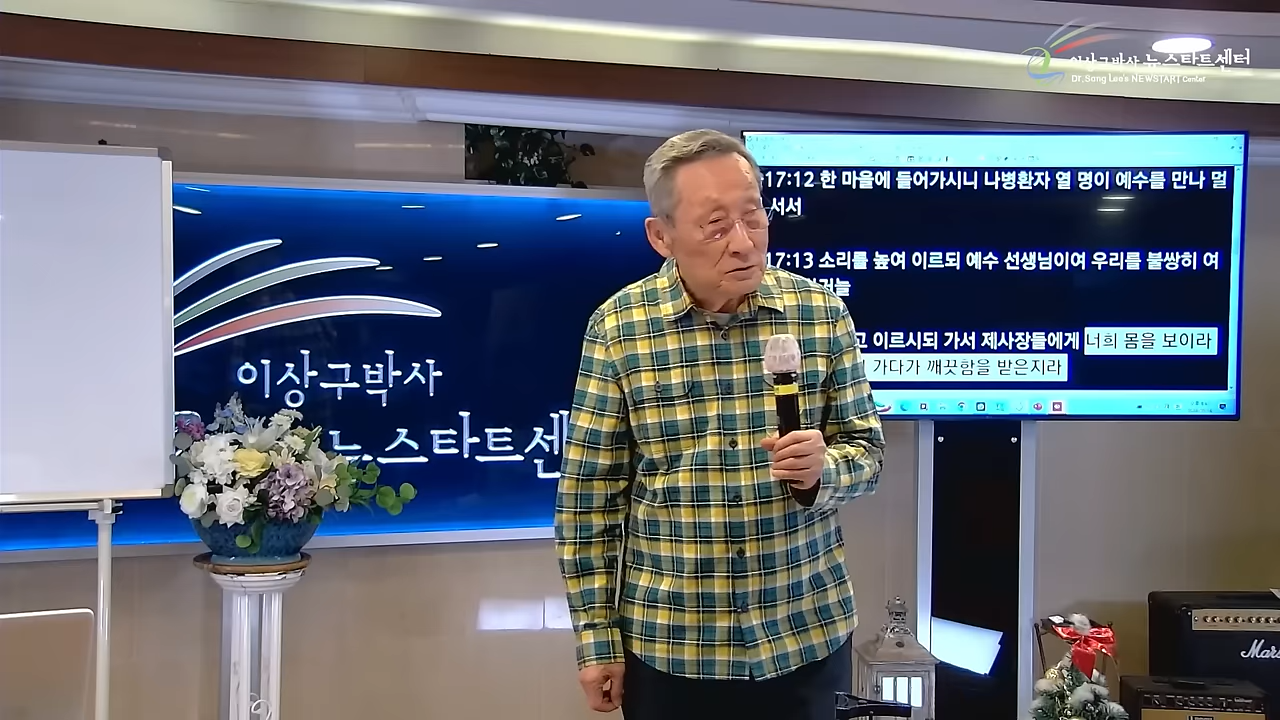 이상구박사 뉴스타트센터
Dr.Sang Lee's NEWSTART Center
17:12 한 마을에 들어가시니 나병환자 열 명이 예수를 만나 멀
서서
17:13 소리를 높여 이르되 예수 선생님이여 우리를 불쌍히 여
이르시되 가서 제사장들에게 너희 몸을 보이라
가다가 깨끗함을 받은지라
이상구박사
뉴스타트센
Mars